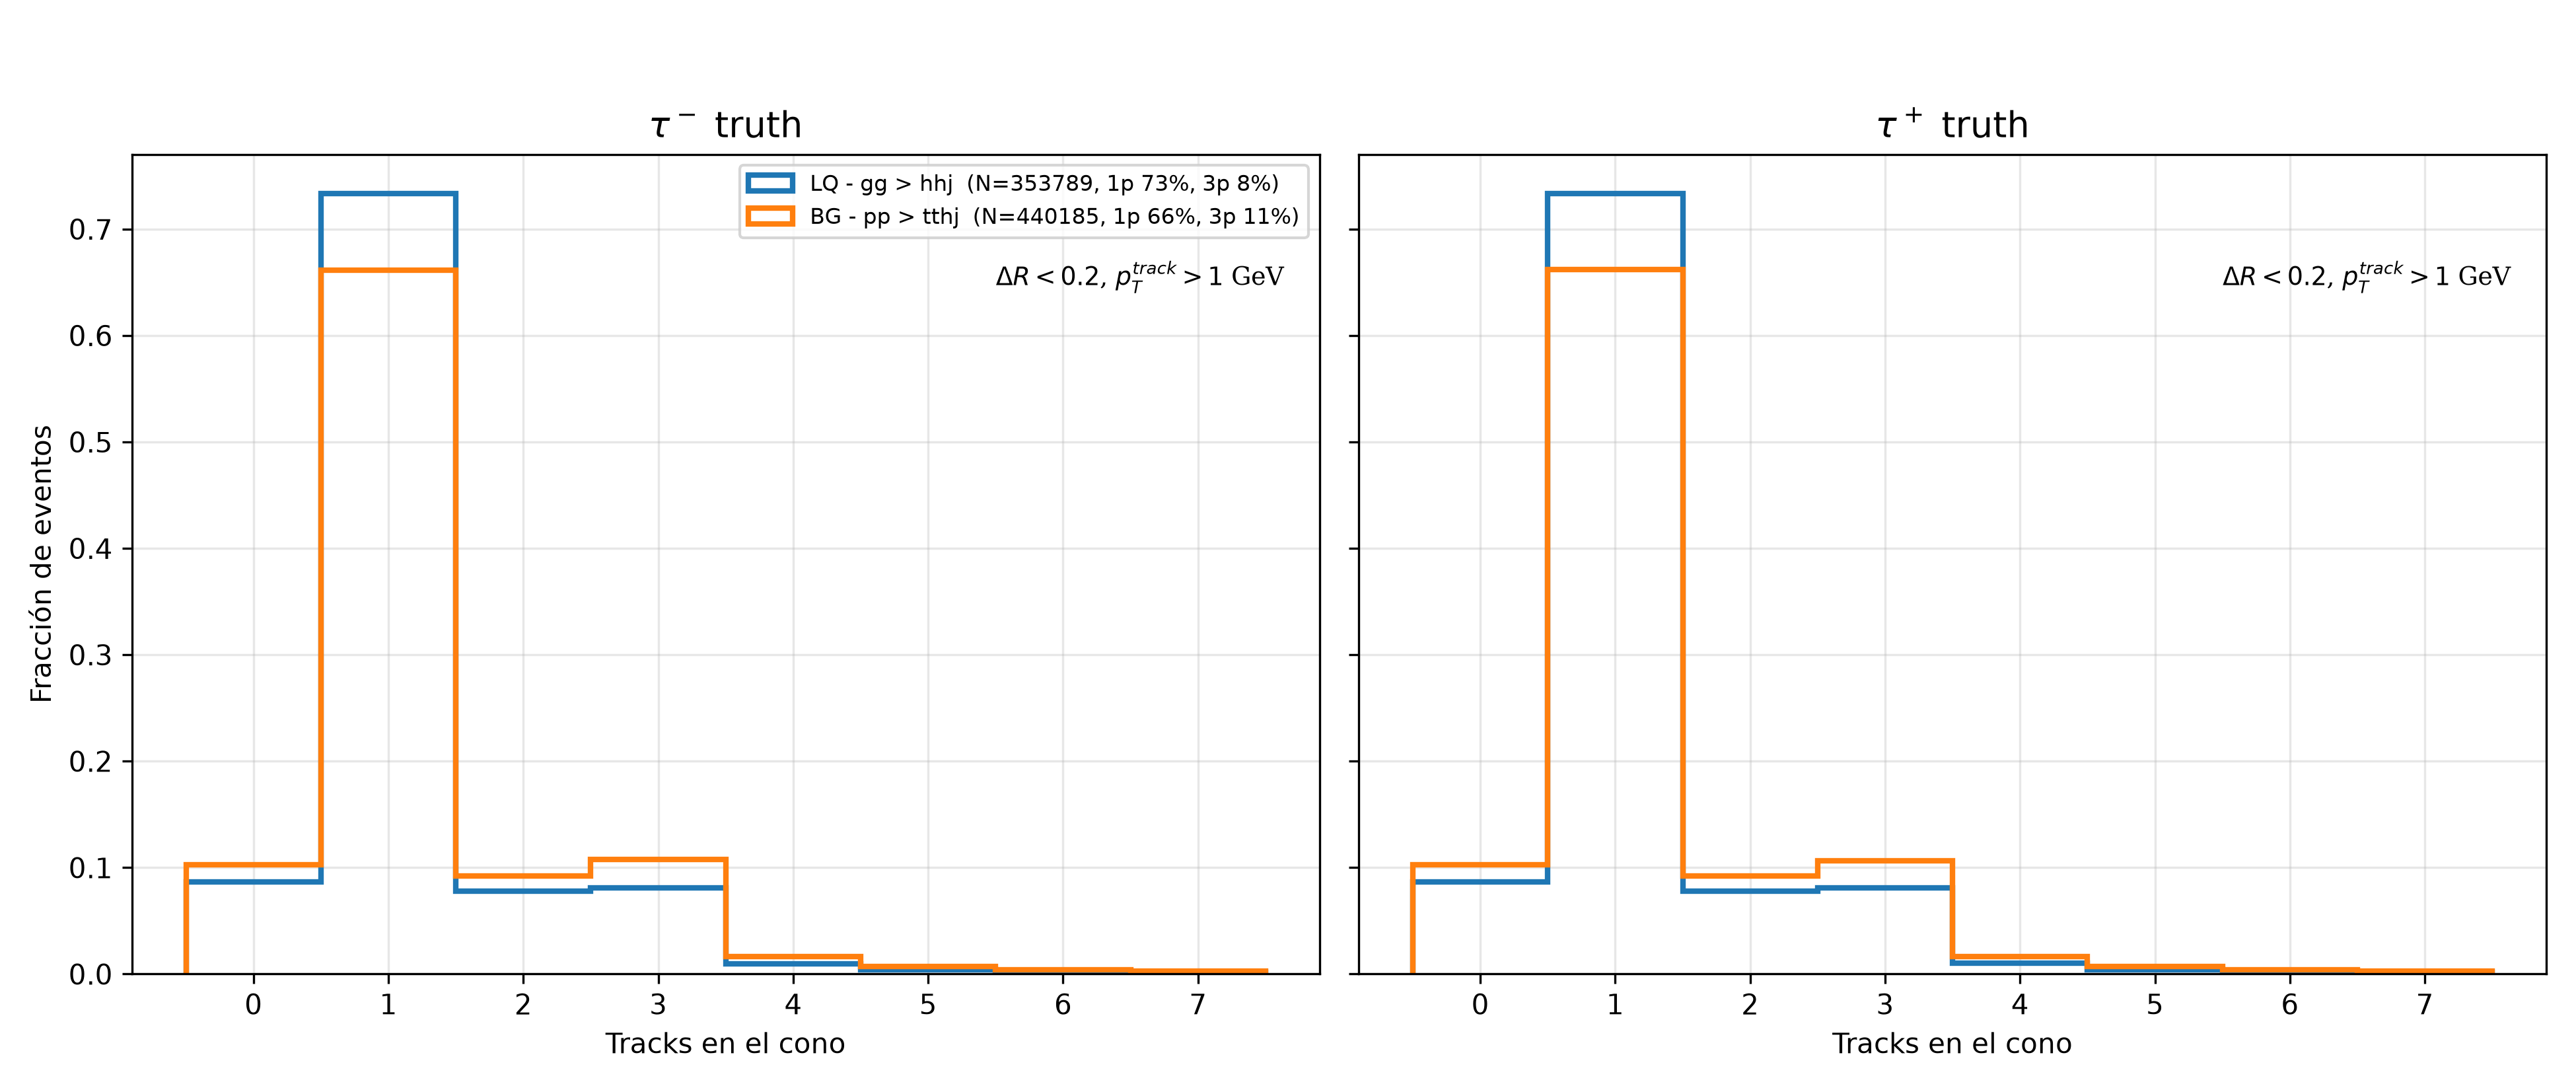 τ⁻ truth
LQ - gg > hhj (N=353789, 1p 73%, 3p 8%)
BG - pp > tthj (N=440185, 1p 66%, 3p 11%)
ΔR < 0.2, p_T^{track} > 1 GeV
Fracción de eventos
0.7
0.6
0.5
0.4
0.3
0.2
0.1
0.0
0 1 2 3 4 5 6 7
Tracks en el cono
τ⁺ truth
ΔR < 0.2, p_T^{track} > 1 GeV
0 1 2 3 4 5 6 7
Tracks en el cono